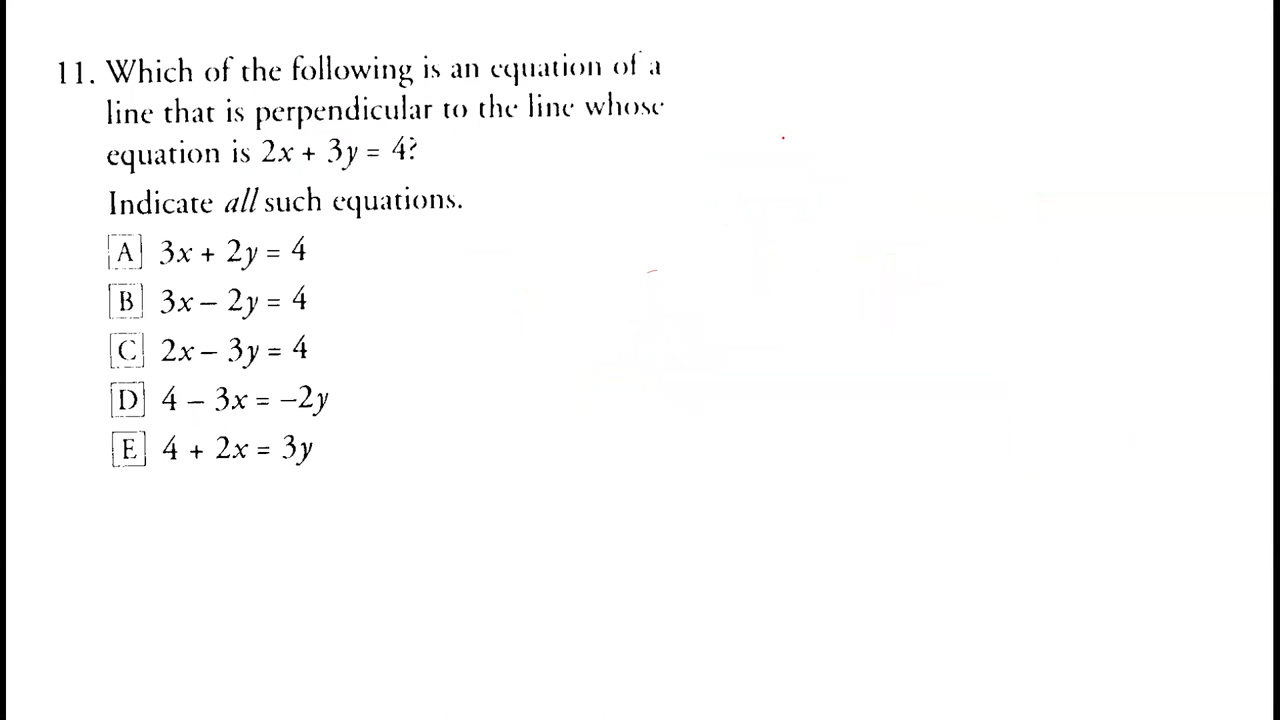 11. Which of the following is an equation of a
line that is perpendicular to the line whose
equation is 2x + 3y = 4?
Indicate all such equations.
A 3x + 2y = 4
B 3x – 2y = 4
C 2x – 3y = 4
D 4 – 3x = –2y
E 4 + 2x = 3y